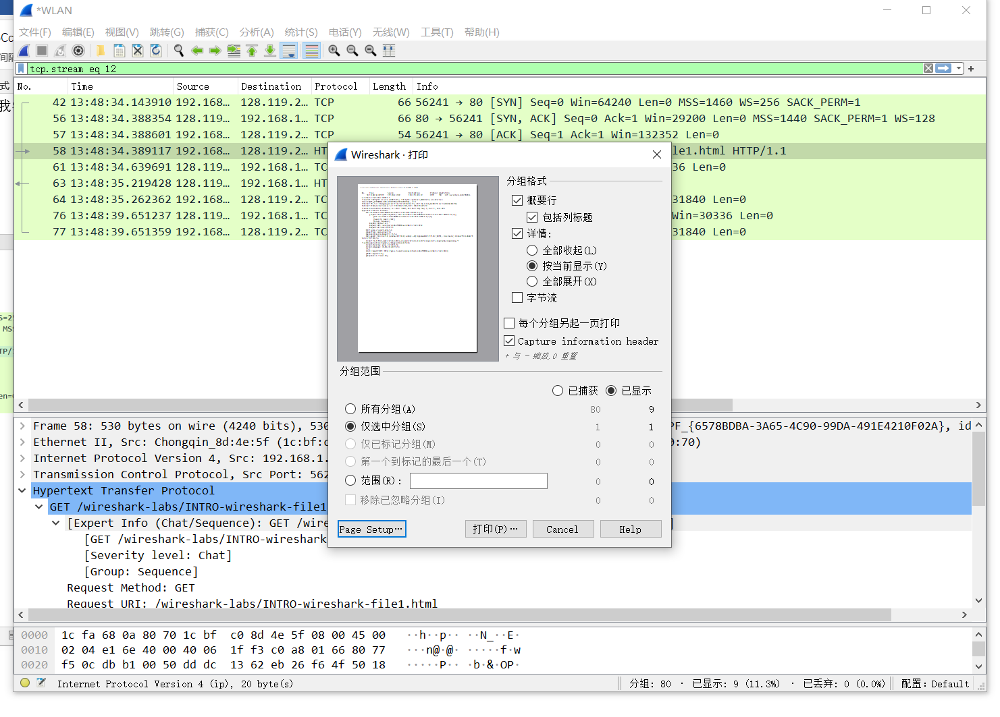 *WLAN
文件(F) 编辑(E) 视图(V) 跳转(G) 捕获(C) 分析(A) 统计(S) 电话(Y) 无线(W) 工具(T) 帮助(H)
tcp.stream eq 12
No. Time Source Destination Protocol Length Info
42 13:48:34.143910 192.168… 128.119.2… TCP 66 56241 → 80 [SYN] Seq=0 Win=64240 Len=0 MSS=1460 WS=256 SACK_PERM=1
56 13:48:34.388354 128.119… 192.168.1… TCP 66 80 → 56241 [SYN, ACK] Seq=0 Ack=1 Win=29200 Len=0 MSS=1440 SACK_PERM=1 WS=128
57 13:48:34.388601 192.168… 128.119.2… TCP 54 56241 → 80 [ACK] Seq=1 Ack=1 Win=132352 Len=0
58 13:48:34.389117 192.168… 128.119.2… HT le1.html HTTP/1.1
61 13:48:34.639691 128.119… 192.168.1… TC 36 Len=0
63 13:48:35.219428 128.119… 192.168.1… HT
64 13:48:35.262362 192.168… 128.119.2… TC 31840 Len=0
76 13:48:39.651237 128.119… 192.168.1… TC Win=30336 Len=0
77 13:48:39.651359 192.168… 128.119.2… TC 31840 Len=0
Wireshark · 打印
分组格式
概要行
包括列标题
详情:
全部收起(L)
按当前显示(Y)
全部展开(X)
字节流
每个分组另起一页打印
Capture information header
+ 与 - 缩放, 0 重置
分组范围
已捕获 已显示
所有分组(A) 80 9
仅选中分组(S) 1 1
仅已标记分组(M) 0 0
第一个到标记的最后一个(T) 0 0
范围(R): 0 0
移除已忽略分组(I) 0 0
Page Setup… 打印(P)… Cancel Help
Frame 58: 530 bytes on wire (4240 bits), 530 PF_{6578BDBA-3A65-4C90-99DA-491E4210F02A}, id
Ethernet II, Src: Chongqin_8d:4e:5f (1c:bf:c 0:70)
Internet Protocol Version 4, Src: 192.168.1.
Transmission Control Protocol, Src Port: 562
Hypertext Transfer Protocol
GET /wireshark-labs/INTRO-wireshark-file1
[Expert Info (Chat/Sequence): GET /wire ]
[GET /wireshark-labs/INTRO-wireshark
[Severity level: Chat]
[Group: Sequence]
Request Method: GET
Request URI: /wireshark-labs/INTRO-wireshark-file1.html
0000 1c fa 68 0a 80 70 1c bf c0 8d 4e 5f 08 00 45 00 ··h··p·· ··N_··E·
0010 02 04 e1 6e 40 00 40 06 1f f3 c0 a8 01 66 80 77 ···n@·@· ·····f·w
0020 f5 0c db b1 00 50 dd dc 13 62 eb 26 f6 4f 50 18 ·····P·· ·b·&·OP·
Internet Protocol Version 4 (ip), 20 byte(s) 分组: 80 · 已显示: 9 (11.3%) · 已丢弃: 0 (0.0%) 配置: Default